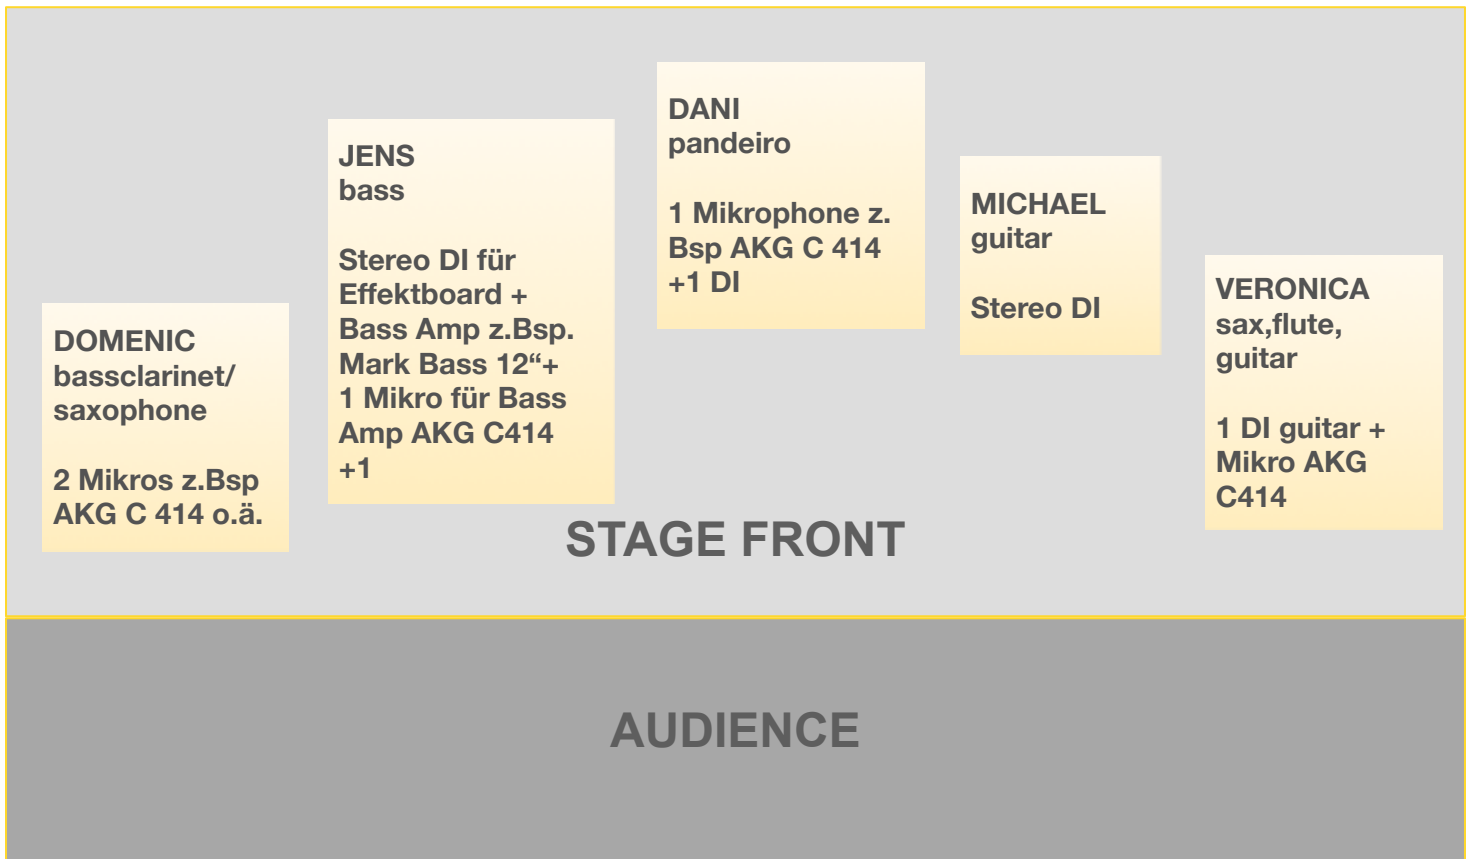 DOMENIC
bassclarinet/
saxophone
2 Mikros z.Bsp
AKG C 414 o.ä.
JENS
bass
Stereo DI für
Effektboard +
Bass Amp z.Bsp.
Mark Bass 12“+
1 Mikro für Bass
Amp AKG C414
+1
DANI
pandeiro
1 Mikrophone z.
Bsp AKG C 414
+1 DI
MICHAEL
guitar
Stereo DI
VERONICA
sax,flute,
guitar
1 DI guitar +
Mikro AKG
C414
STAGE FRONT
AUDIENCE